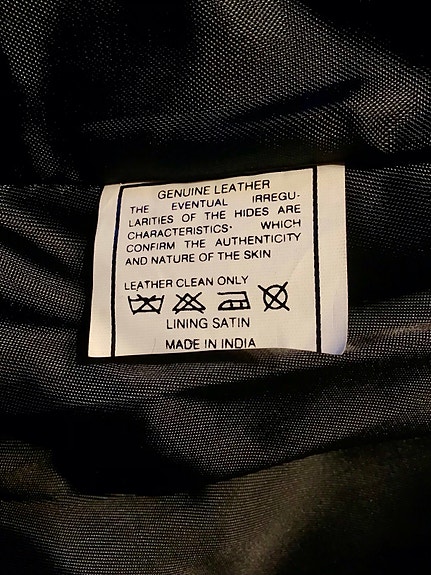 GENUINE LEATHER
THE EVENTUAL IRREGU-
LARITIES OF THE HIDES ARE
CHARACTERISTICS· WHICH
CONFIRM THE AUTHENTICITY
AND NATURE OF THE SKIN
LEATHER CLEAN ONLY
LINING SATIN
MADE IN INDIA